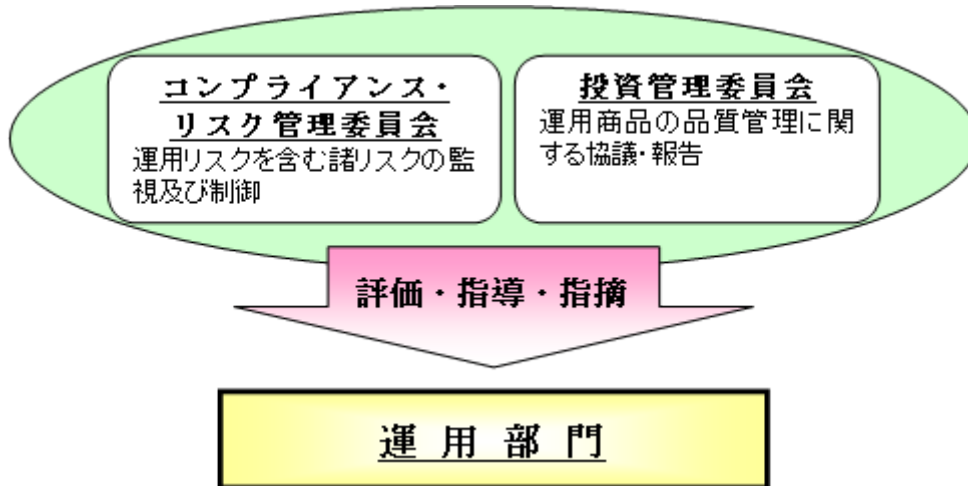 コンプライアンス・
リスク管理委員会
運用リスクを含む諸リスクの監
視及び制御
投資管理委員会
運用商品の品質管理に関
する協議・報告
評価・指導・指摘
運用部門